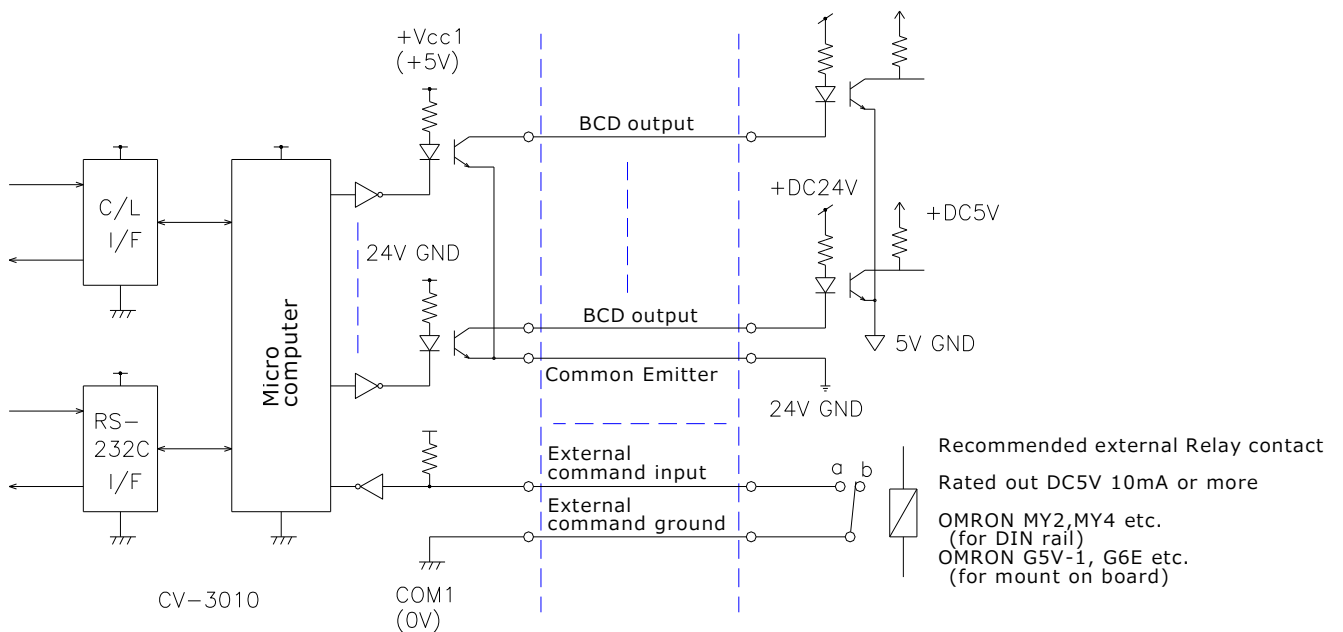 +Vcc1
(+5V)
BCD output
C/L
I/F
24V GND
+DC24V
+DC5V
BCD output
Micro
computer
5V GND
Common Emitter
24V GND
RS-
232C
I/F
External
command input
a b
External
command ground
COM1
(0V)
CV-3010
Recommended external Relay contact
Rated out DC5V 10mA or more
OMRON MY2,MY4 etc.
(for DIN rail)
OMRON G5V-1, G6E etc.
(for mount on board)